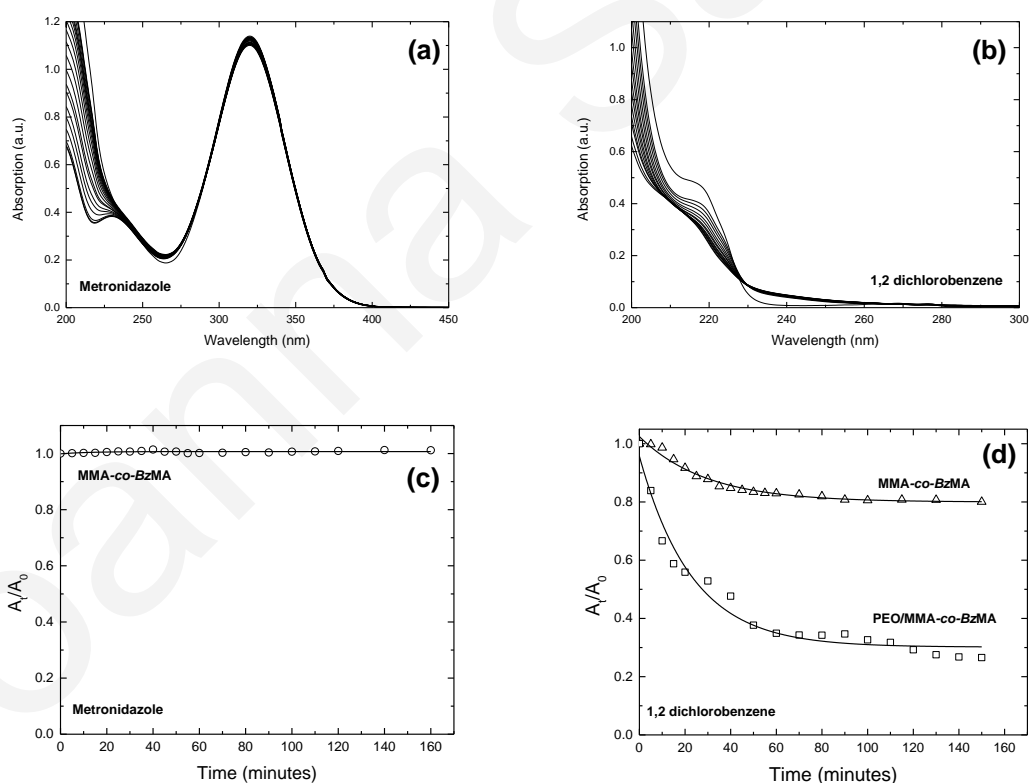 (a)
1.2
1.0
0.8
0.6
0.4
0.2
0.0
Absorption (a.u.)
Metronidazole
200 250 300 350 400 450
Wavelength (nm)
(b)
1.0
0.8
0.6
0.4
0.2
0.0
Absorption (a.u.)
1,2 dichlorobenzene
200 220 240 260 280 300
Wavelength (nm)
1.0
0.8
0.6
0.4
0.2
0.0
At/A0
MMA-co-BzMA
(c)
Metronidazole
0 20 40 60 80 100 120 140 160
Time (minutes)
1.0
0.8
0.6
0.4
0.2
0.0
At/A0
(d)
MMA-co-BzMA
PEO/MMA-co-BzMA
1,2 dichlorobenzene
0 20 40 60 80 100 120 140 160
Time (minutes)